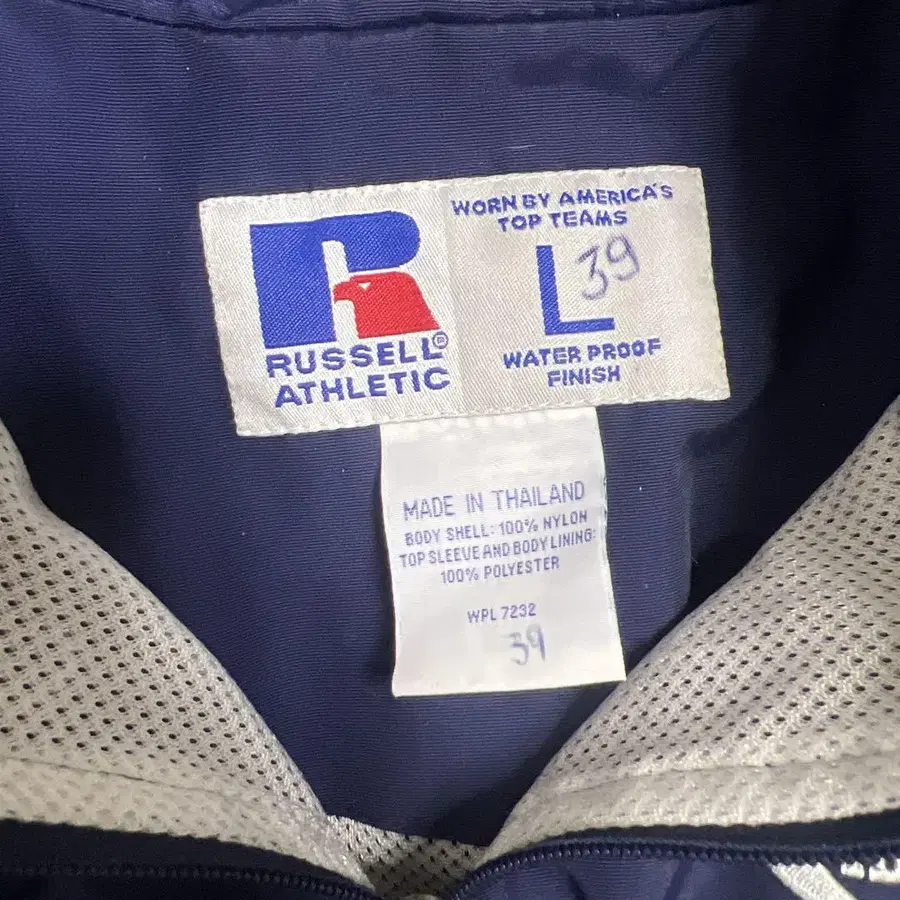 RUSSELL®
ATHLETIC
WORN BY AMERICA'S
TOP TEAMS
L 39
WATER PROOF
FINISH
MADE IN THAILAND
BODY SHELL: 100% NYLON
TOP SLEEVE AND BODY LINING:
100% POLYESTER
WPL 7232
39